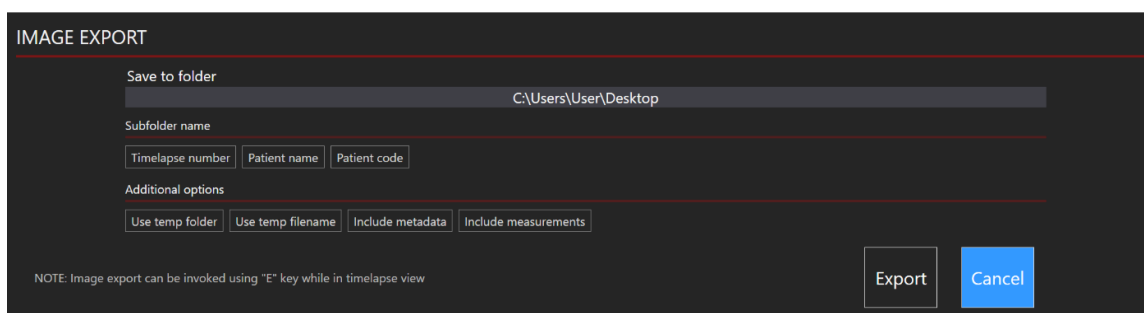 IMAGE EXPORT
Save to folder
C:\Users\User\Desktop
Subfolder name
Timelapse number Patient name Patient code
Additional options
Use temp folder Use temp filename Include metadata Include measurements
NOTE: Image export can be invoked using "E" key while in timelapse view
Export Cancel